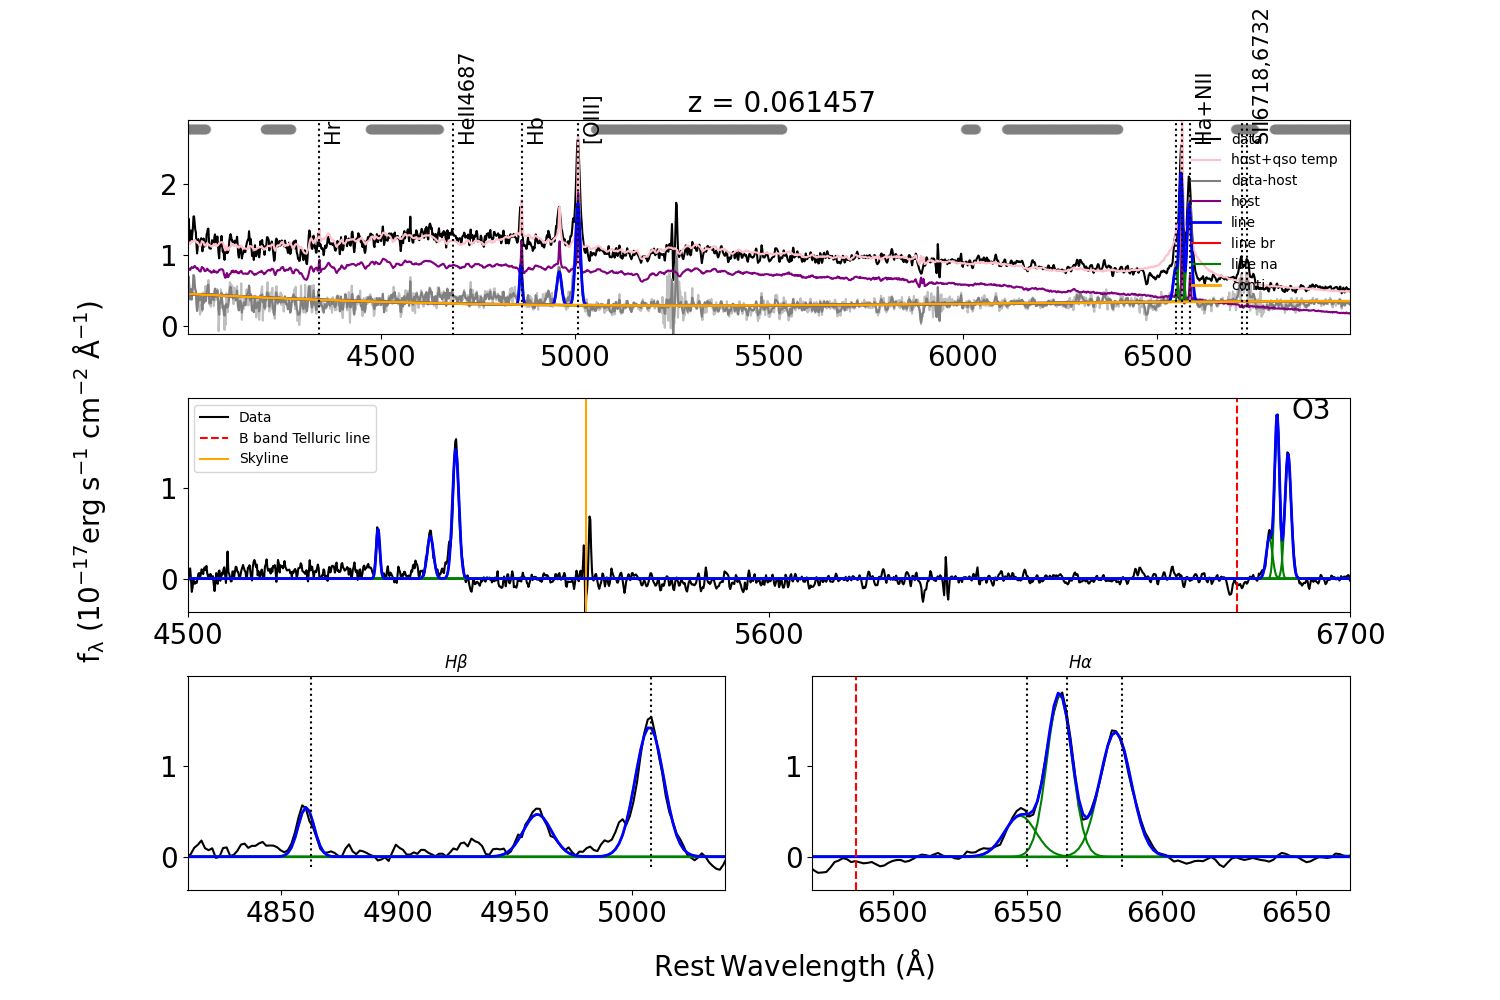 z = 0.061457
Hr
HeII4687
Hb
[OIII]
Ha+NII
SII6718,6732
data
host+qso temp
data-host
host
line
line br
line na
conti
2
1
0
4500
5000
5500
6000
6500
fλ (10⁻¹⁷erg s⁻¹ cm⁻² Å⁻¹)
Data
B band Telluric line
Skyline
O3
1
0
4500
5600
6700
Hβ
1
0
4850
4900
4950
5000
Hα
1
0
6500
6550
6600
6650
Rest Wavelength (Å)